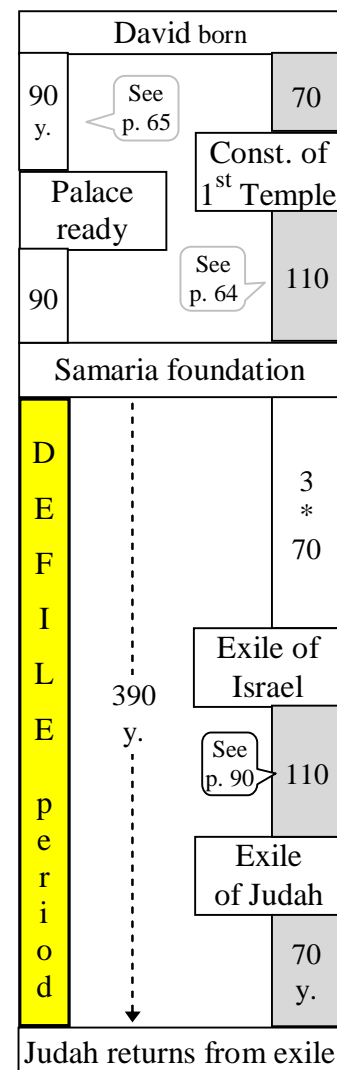 David born
90
y.
See
p. 65
70
Const. of
1st Temple
Palace
ready
See
p. 64
110
90
Samaria foundation
D
E
F
I
L
E
p
e
r
i
o
d
3
*
70
Exile of
Israel
390
y.
See
p. 90
110
Exile
of Judah
70
y.
Judah returns from exile